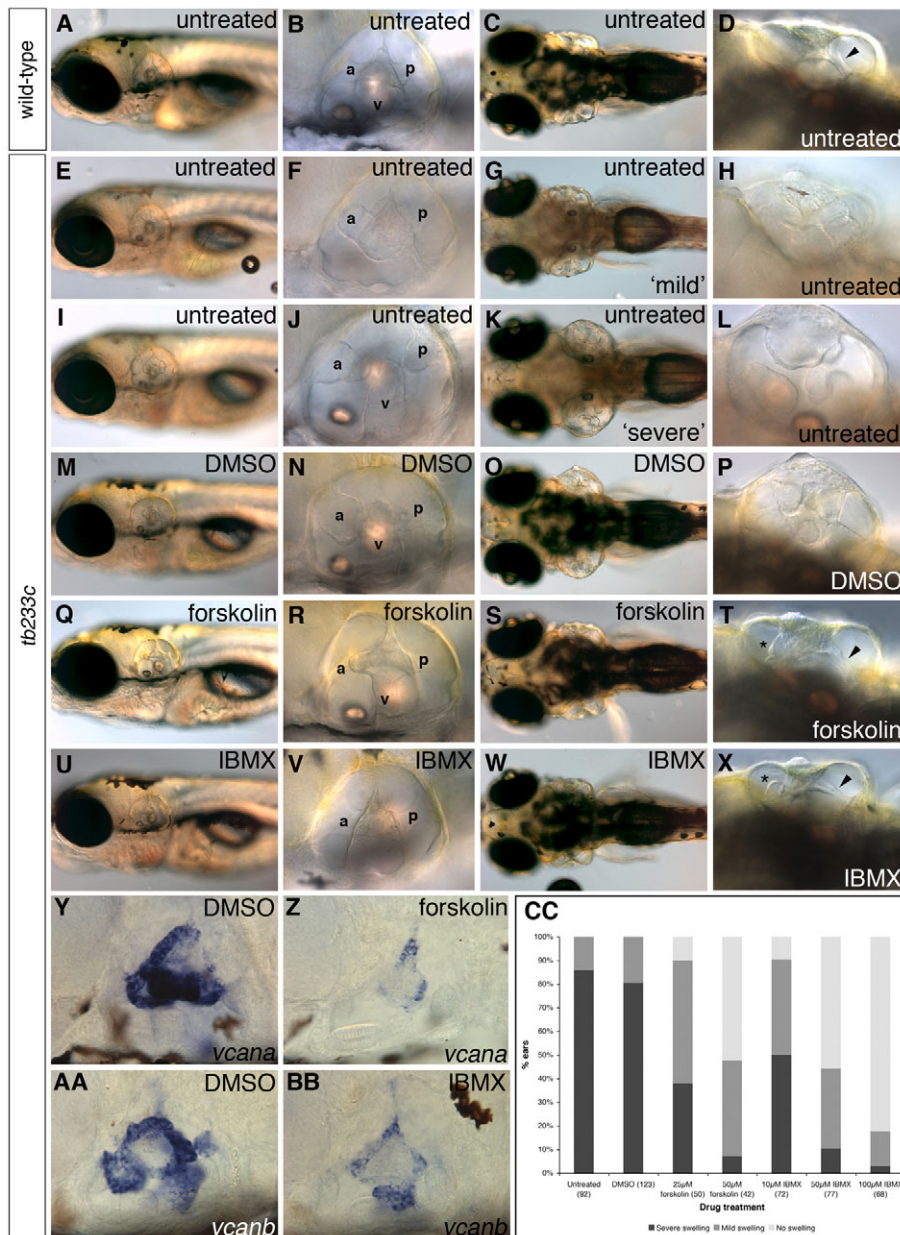 wild-type
A untreated
B untreated
a p
v
C untreated
D
untreated
tb233c
E untreated
F untreated
a p
G untreated
'mild'
H
untreated
I untreated
J untreated
a p
v
K untreated
'severe'
L
untreated
M DMSO
N DMSO
a p
v
O DMSO
P
DMSO
Q forskolin
R forskolin
a p
v
S forskolin
T
*
forskolin
U IBMX
V IBMX
a p
W IBMX
X
*
IBMX
Y DMSO
vcana
Z forskolin
vcana
AA DMSO
vcanb
BB IBMX
vcanb
CC
100%
90%
80%
70%
60%
50%
40%
30%
20%
10%
0%
% ears
Untreated (92)
DMSO (123)
25µM forskolin (50)
50µM forskolin (42)
10µM IBMX (72)
50µM IBMX (77)
100µM IBMX (68)
Drug treatment
Severe swelling Mild swelling No swelling